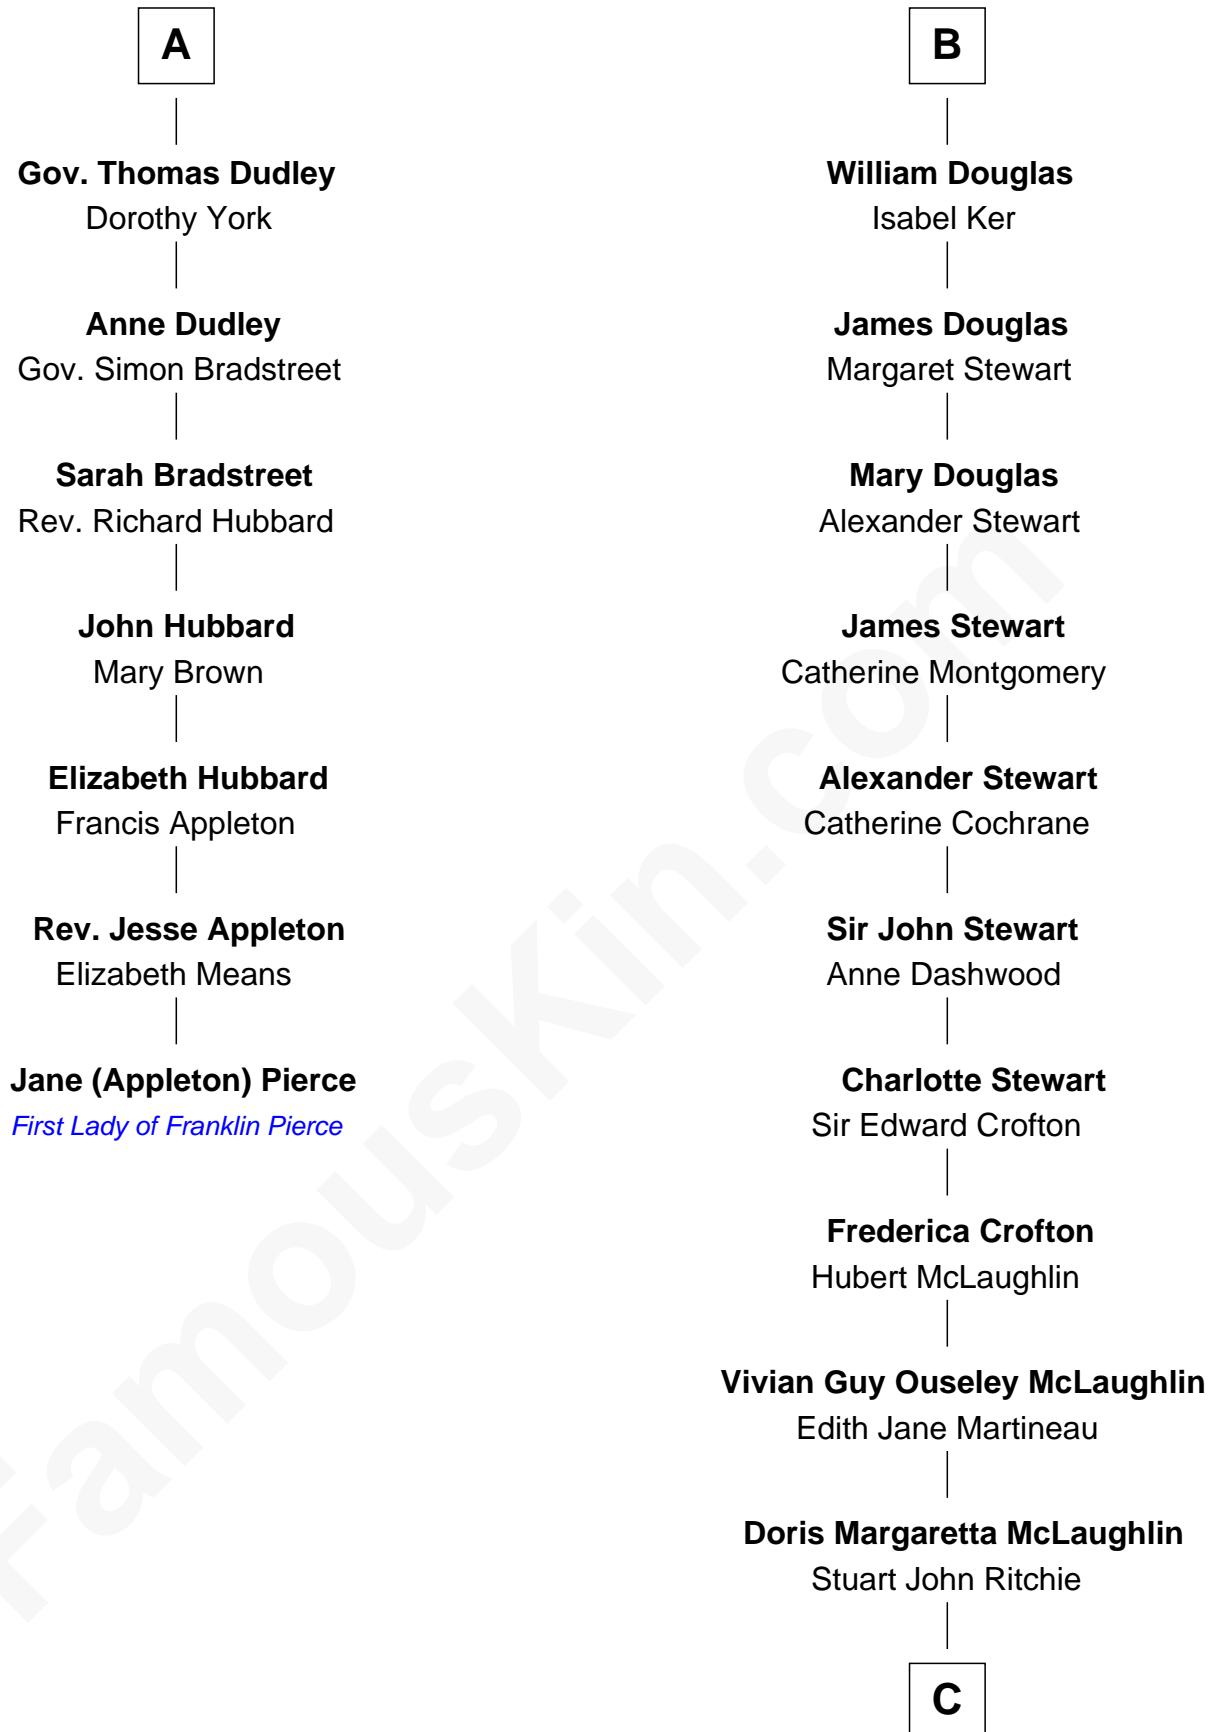 A
Gov. Thomas Dudley
Dorothy York
Anne Dudley
Gov. Simon Bradstreet
Sarah Bradstreet
Rev. Richard Hubbard
John Hubbard
Mary Brown
Elizabeth Hubbard
Francis Appleton
Rev. Jesse Appleton
Elizabeth Means
Jane (Appleton) Pierce
First Lady of Franklin Pierce
B
William Douglas
Isabel Ker
James Douglas
Margaret Stewart
Mary Douglas
Alexander Stewart
James Stewart
Catherine Montgomery
Alexander Stewart
Catherine Cochrane
Sir John Stewart
Anne Dashwood
Charlotte Stewart
Sir Edward Crofton
Frederica Crofton
Hubert McLaughlin
Vivian Guy Ouseley McLaughlin
Edith Jane Martineau
Doris Margaretta McLaughlin
Stuart John Ritchie
C
FamousKin.com